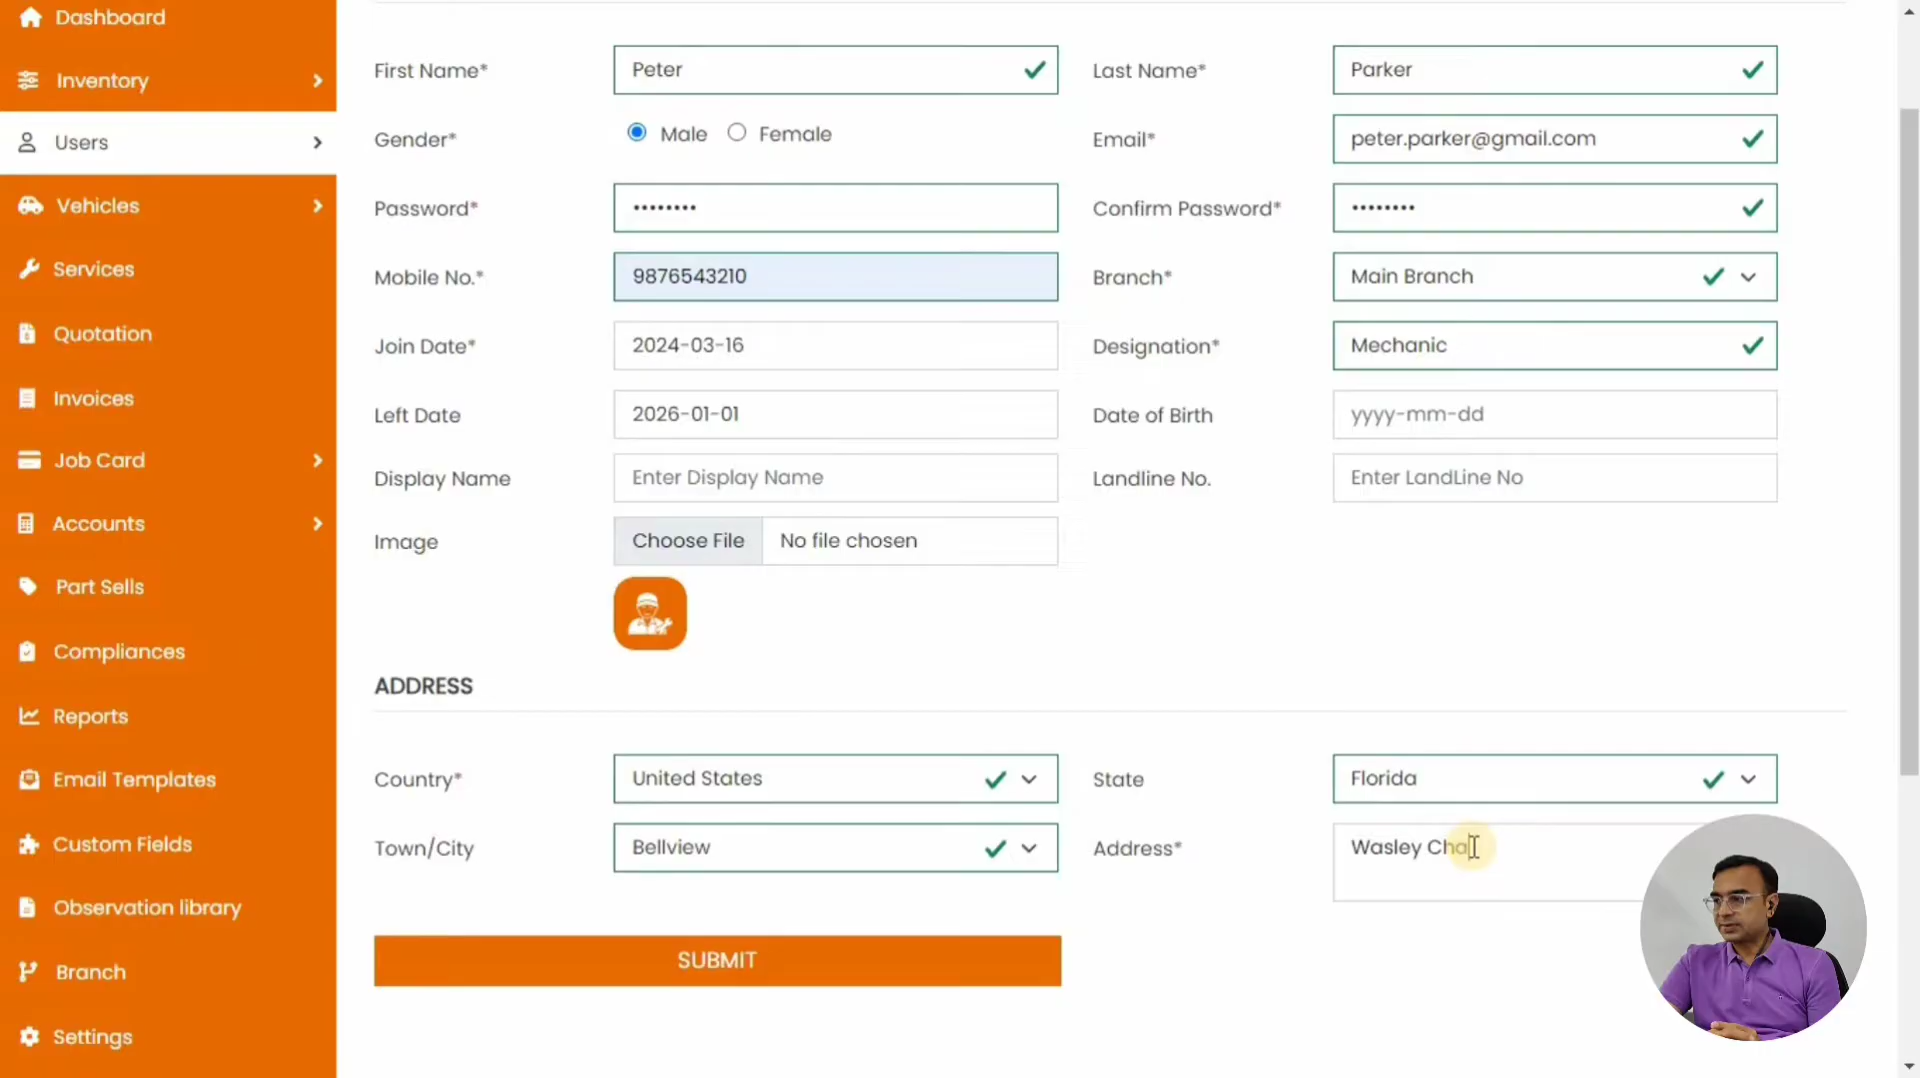 Dashboard
Inventory
Users
Vehicles
Services
Quotation
Invoices
Job Card
Accounts
Part Sells
Compliances
Reports
Email Templates
Custom Fields
Observation library
Branch
Settings
First Name* Peter Last Name* Parker
Gender* Male Female Email* peter.parker@gmail.com
Password* •••••••• Confirm Password* ••••••••
Mobile No.* 9876543210 Branch* Main Branch
Join Date* 2024-03-16 Designation* Mechanic
Left Date 2026-01-01 Date of Birth yyyy-mm-dd
Display Name Enter Display Name Landline No. Enter LandLine No
Image Choose File No file chosen
ADDRESS
Country* United States State Florida
Town/City Bellview Address* Wasley Cha
SUBMIT